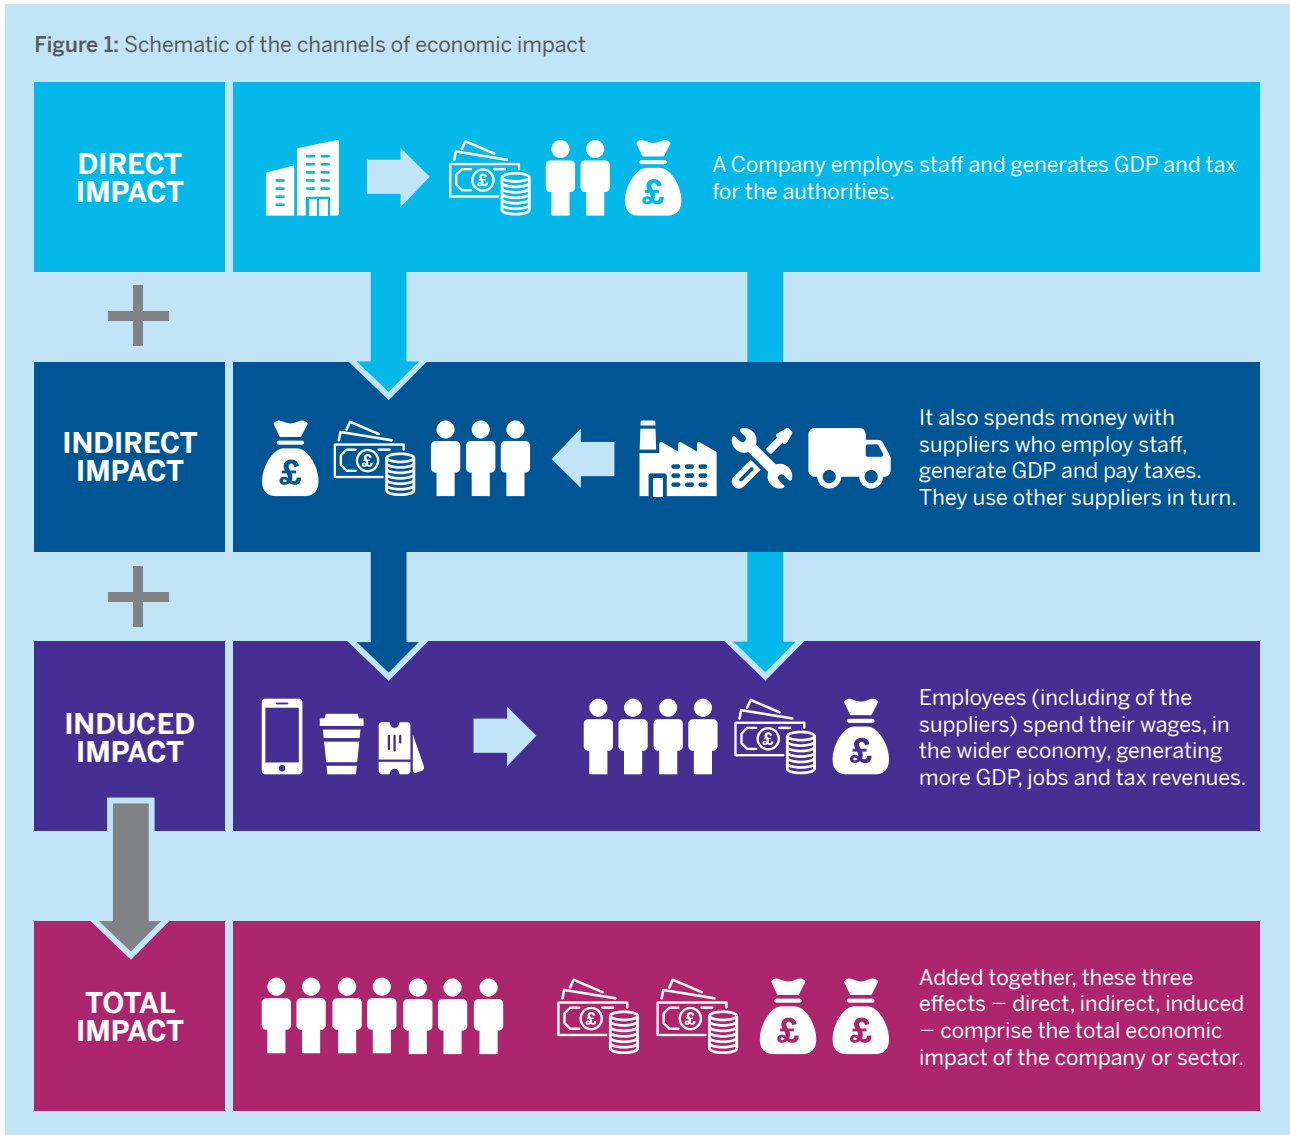 Figure 1: Schematic of the channels of economic impact
DIRECT
IMPACT
£
£
A Company employs staff and generates GDP and tax
for the authorities.
INDIRECT
IMPACT
£
£
It also spends money with
suppliers who employ staff,
generate GDP and pay taxes.
They use other suppliers in turn.
INDUCED
IMPACT
£
£
Employees (including of the
suppliers) spend their wages, in
the wider economy, generating
more GDP, jobs and tax revenues.
TOTAL
IMPACT
£
£
£
£
Added together, these three
effects – direct, indirect, induced
– comprise the total economic
impact of the company or sector.